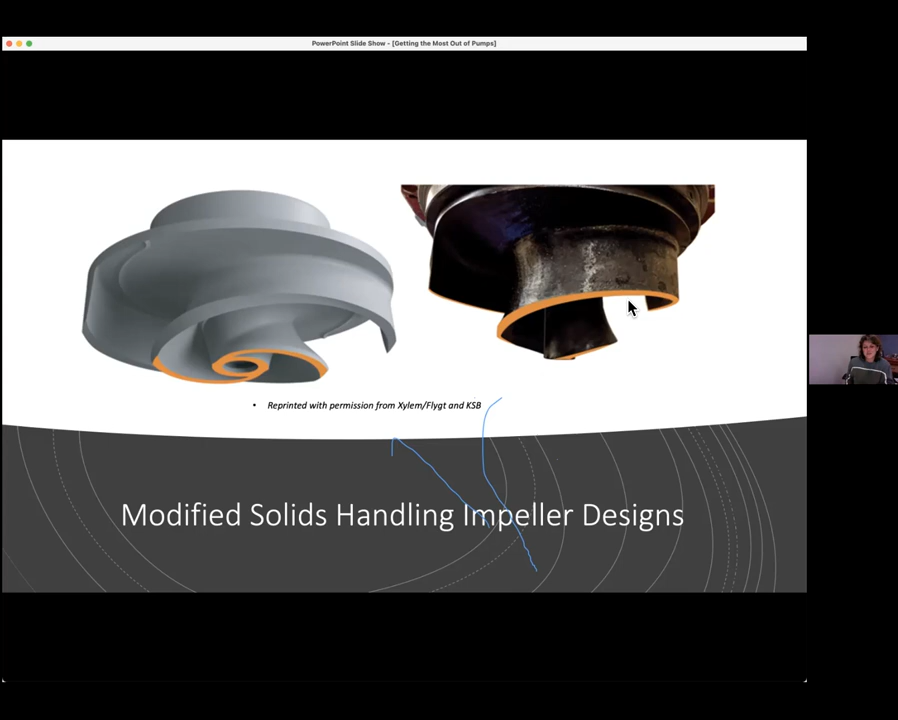 PowerPoint Slide Show - [Getting the Most Out of Pumps]
• Reprinted with permission from Xylem/Flygt and KSB
Modified Solids Handling Impeller Designs